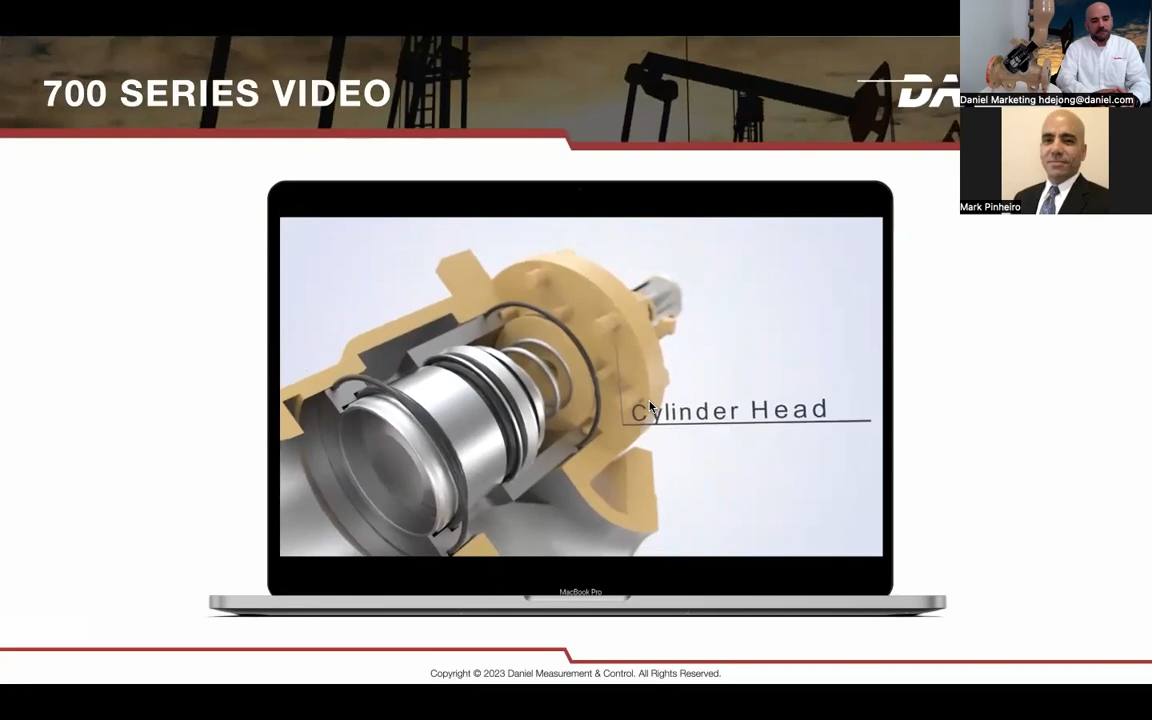 700 SERIES VIDEO
DA
Daniel Marketing hdejong@daniel.com
Mark Pinheiro
Cylinder Head
MacBook Pro
Copyright © 2023 Daniel Measurement & Control. All Rights Reserved.